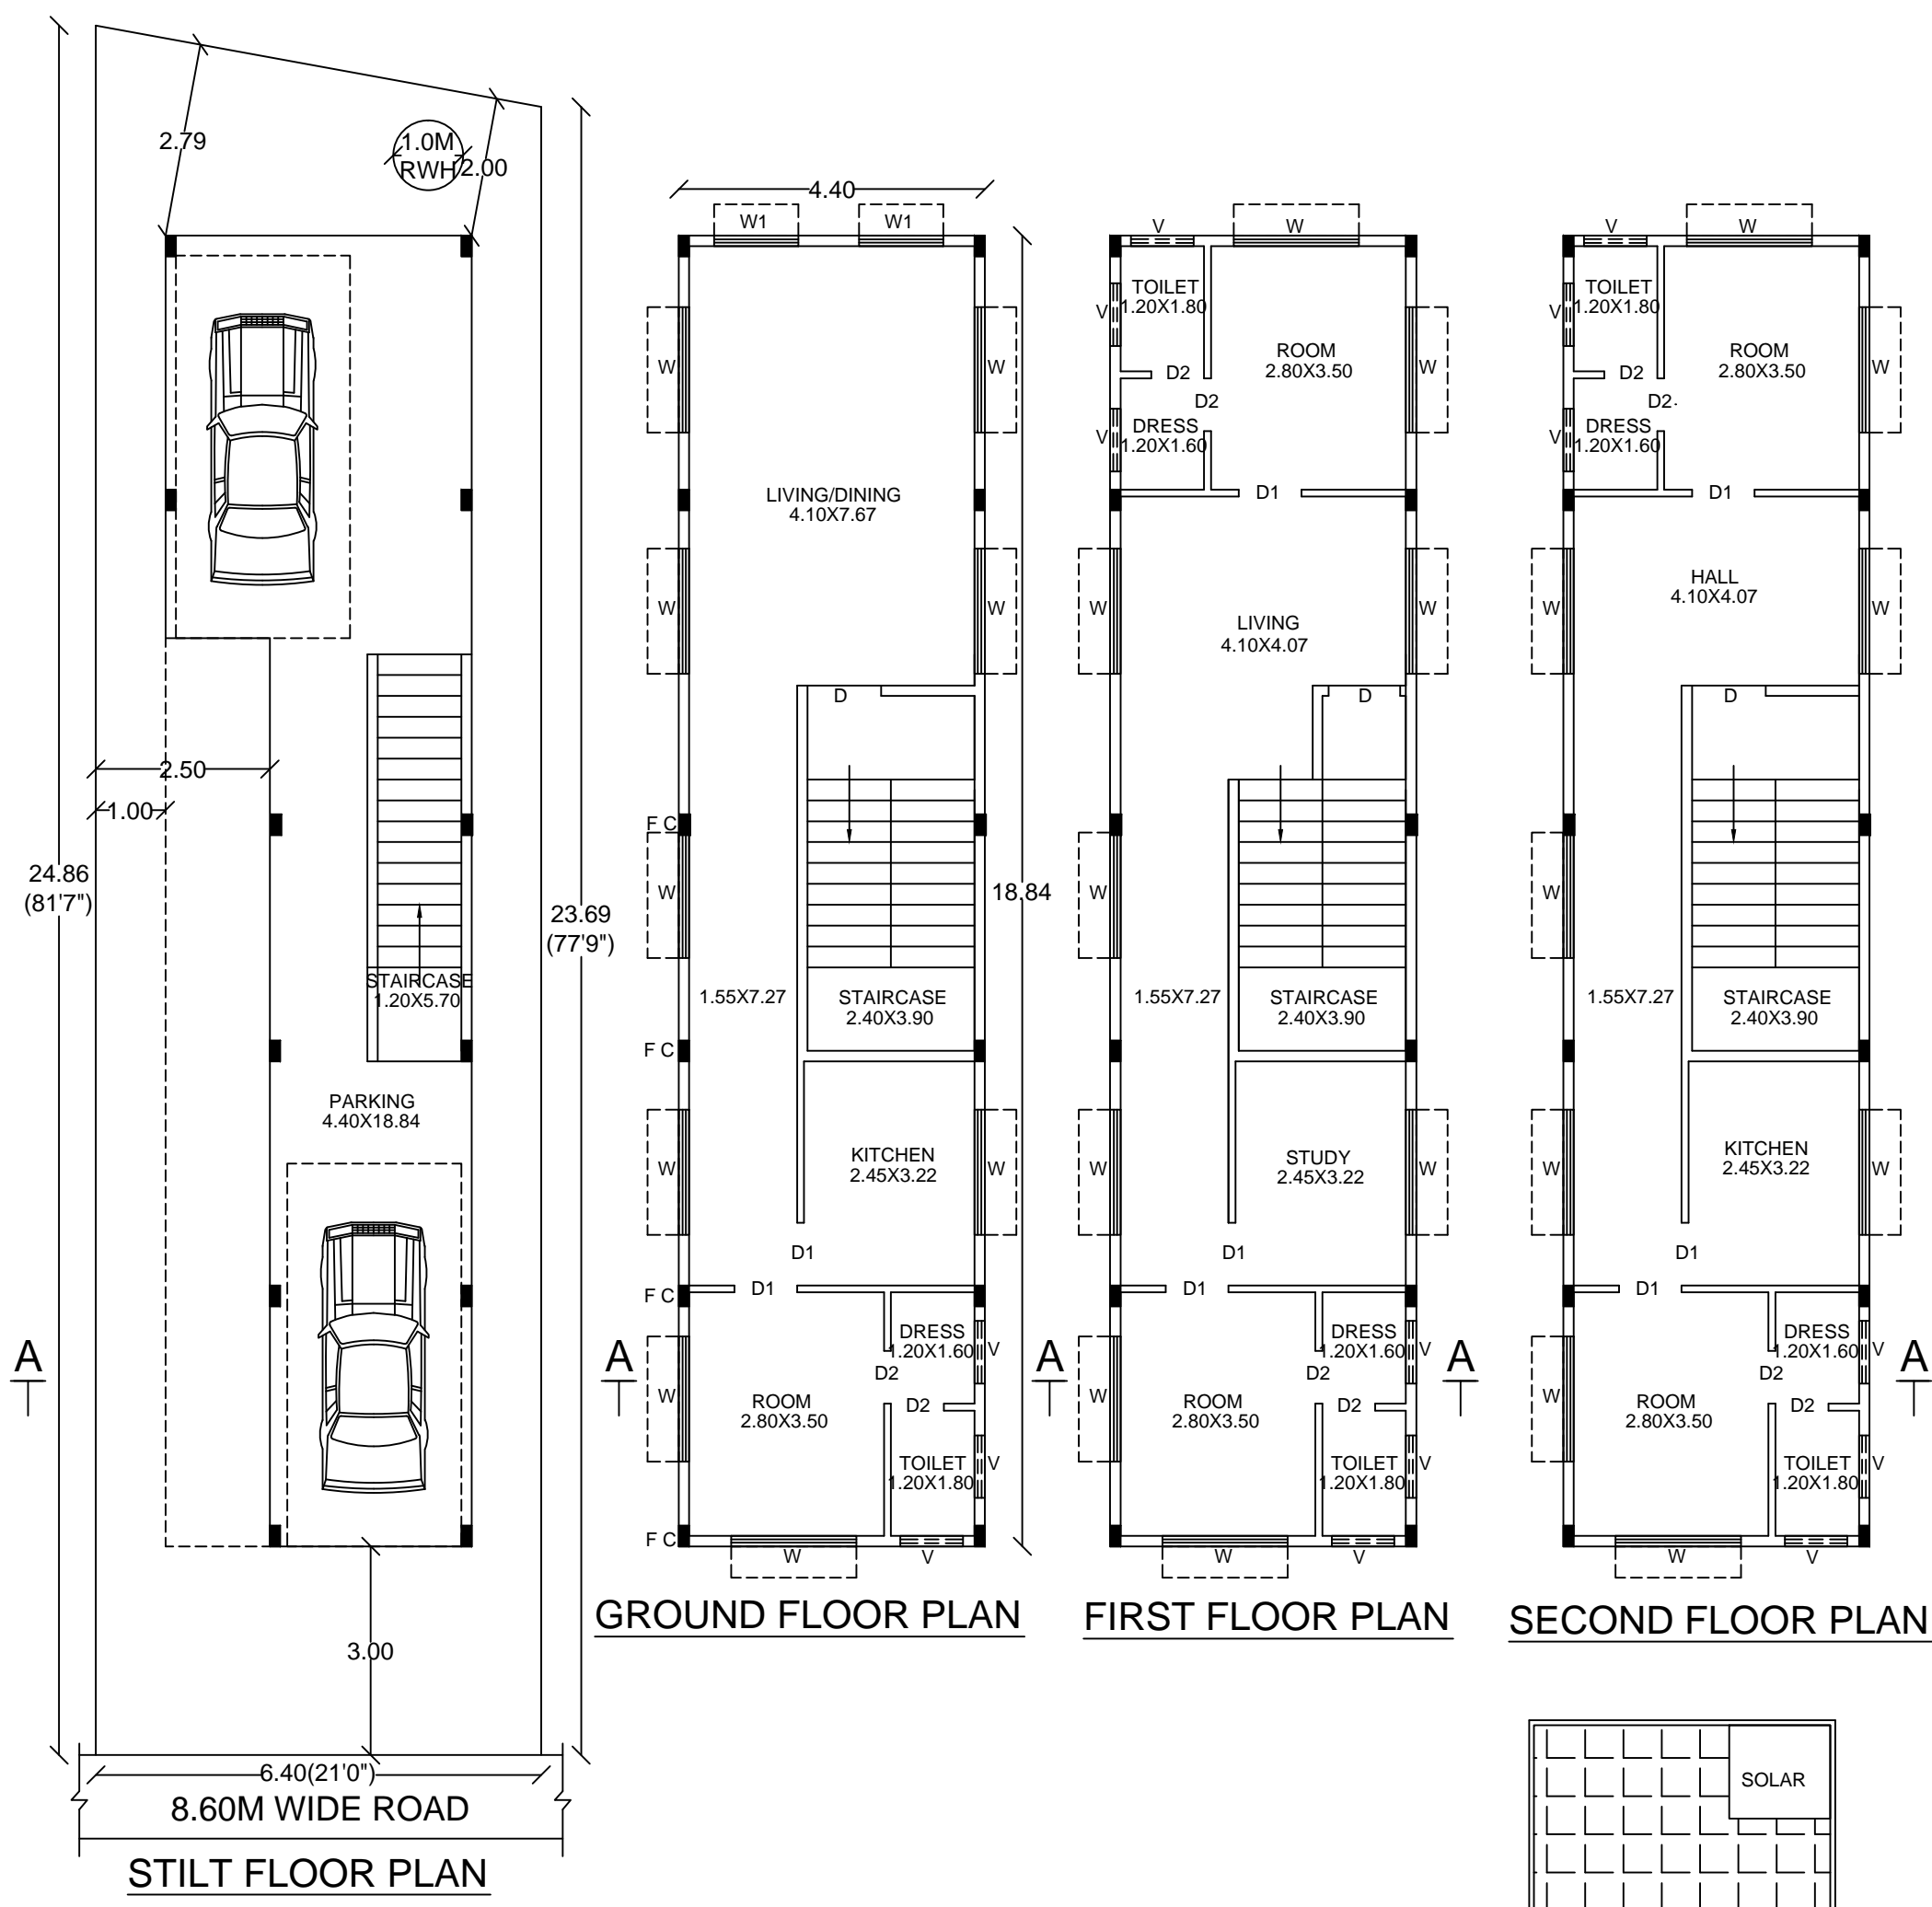 2.79
1.0M
RWH
2.00
2.50
1.00
24.86
(81'7")
23.69
(77'9")
STAIRCASE
1.20X5.70
PARKING
4.40X18.84
A
3.00
6.40(21'0")
8.60M WIDE ROAD
STILT FLOOR PLAN
4.40
W1
W1
W
W
LIVING/DINING
4.10X7.67
W
W
D
F C
W
18.84
1.55X7.27
STAIRCASE
2.40X3.90
F C
KITCHEN
2.45X3.22
W
W
D1
D1
F C
DRESS
1.20X1.60
V
A
D2
W
D2
ROOM
2.80X3.50
TOILET
1.20X1.80
V
F C
W
V
GROUND FLOOR PLAN
V
W
TOILET
1.20X1.80
V
ROOM
2.80X3.50
W
D2
D2
DRESS
1.20X1.60
V
D1
W
W
LIVING
4.10X4.07
D
W
1.55X7.27
STAIRCASE
2.40X3.90
STUDY
2.45X3.22
W
W
D1
D1
DRESS
1.20X1.60
V
A
D2
W
D2
ROOM
2.80X3.50
TOILET
1.20X1.80
V
W
V
FIRST FLOOR PLAN
V
W
TOILET
1.20X1.80
V
ROOM
2.80X3.50
W
D2
D2.
DRESS
1.20X1.60
V
D1
HALL
4.10X4.07
W
W
D
W
1.55X7.27
STAIRCASE
2.40X3.90
KITCHEN
2.45X3.22
W
W
D1
D1
DRESS
1.20X1.60
V
A
A
D2
W
D2
ROOM
2.80X3.50
TOILET
1.20X1.80
V
W
V
SECOND FLOOR PLAN
SOLAR